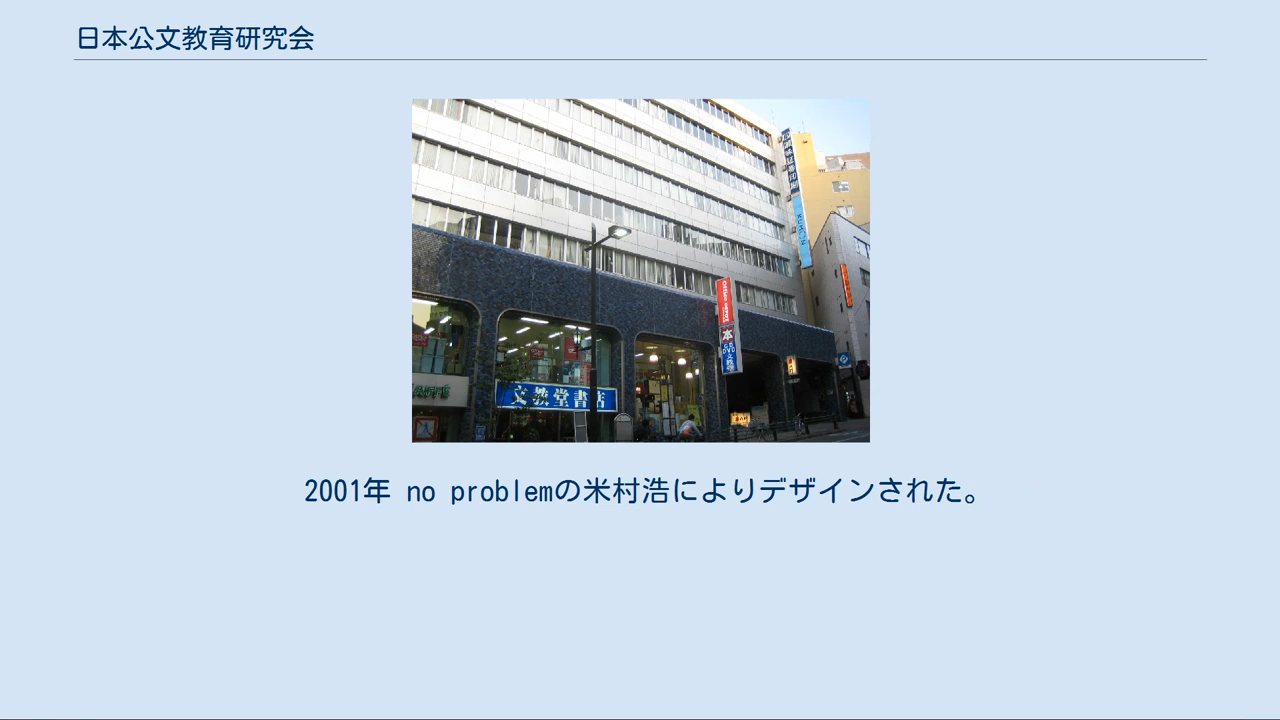 日本公文教育研究会
本
文教堂書店
2001年 no problemの米村浩によりデザインされた。